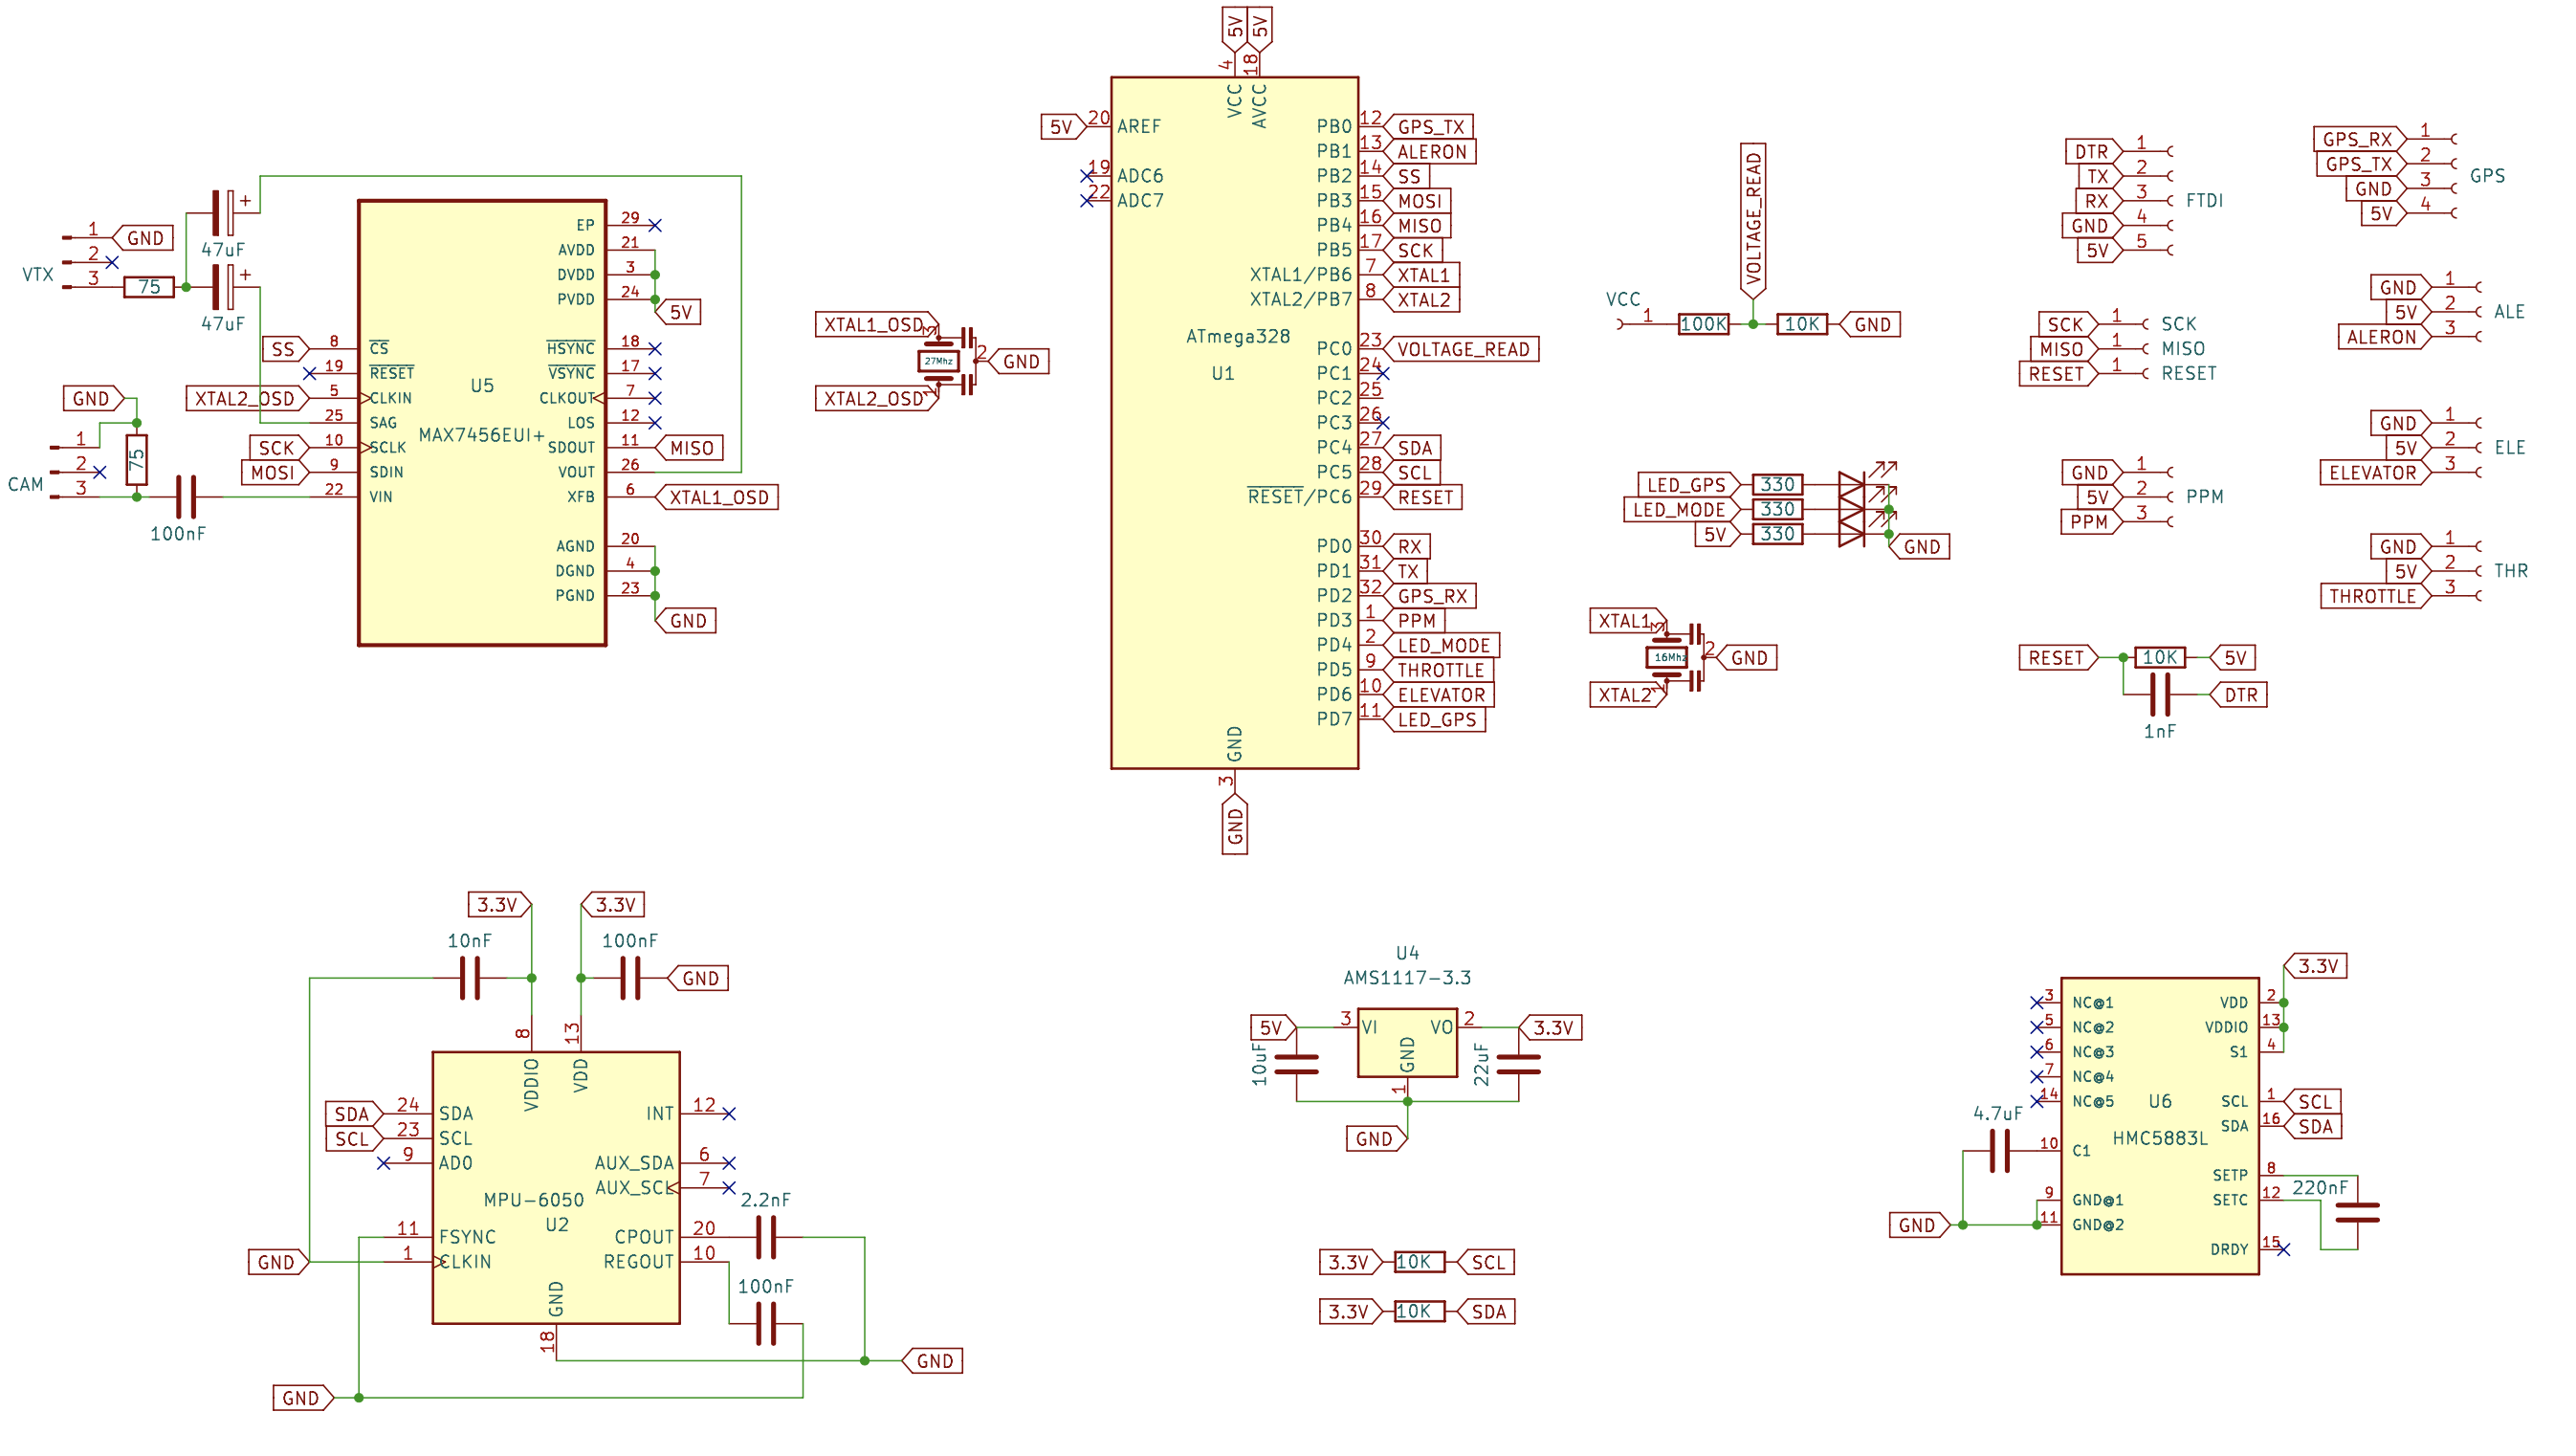 VTX
1
GND
2
3
75
47uF
+
47uF
+
CAM
GND
1
2
3
75
100nF
U5
MAX7456EUI+
SS 8 CS
19 RESET
XTAL2_OSD 5 CLKIN
25 SAG
SCK 10 SCLK
MOSI 9 SDIN
22 VIN
EP 29
AVDD 21
DVDD 3
PVDD 24
5V
HSYNC 18
VSYNC 17
CLKOUT 7
LOS 12
SDOUT 11 MISO
VOUT 26
XFB 6 XTAL1_OSD
AGND 20
DGND 4
PGND 23
GND
XTAL1_OSD 3
27Mhz 2 GND
XTAL2_OSD 1
5V 5V
4 18
VCC AVCC
5V 20 AREF
19 ADC6
22 ADC7
ATmega328
U1
PB0 12 GPS_TX
PB1 13 ALERON
PB2 14 SS
PB3 15 MOSI
PB4 16 MISO
PB5 17 SCK
XTAL1/PB6 7 XTAL1
XTAL2/PB7 8 XTAL2
PC0 23 VOLTAGE_READ
PC1 24
PC2 25
PC3 26
PC4 27 SDA
PC5 28 SCL
RESET/PC6 29 RESET
PD0 30 RX
PD1 31 TX
PD2 32 GPS_RX
PD3 1 PPM
PD4 2 LED_MODE
PD5 9 THROTTLE
PD6 10 ELEVATOR
PD7 11 LED_GPS
GND
3
GND
VOLTAGE_READ
VCC
1 100K 10K GND
LED_GPS 330
LED_MODE 330
5V 330
GND
XTAL1 3
16Mhz 2 GND
XTAL2 1
DTR 1
TX 2
RX 3 FTDI
GND 4
5V 5
SCK 1 SCK
MISO 1 MISO
RESET 1 RESET
GND 1
5V 2 PPM
PPM 3
RESET 10K 5V
DTR
1nF
GPS_RX 1
GPS_TX 2 GPS
GND 3
5V 4
GND 1
5V 2 ALE
ALERON 3
GND 1
5V 2 ELE
ELEVATOR 3
GND 1
5V 2 THR
THROTTLE 3
3.3V 3.3V
10nF 100nF
GND
8 13
VDDIO VDD
SDA 24 SDA
SCL 23 SCL
9 AD0
MPU-6050
U2
11 FSYNC
GND 1 CLKIN
INT 12
AUX_SDA 6
AUX_SCL 7
2.2nF
CPOUT 20
REGOUT 10
100nF
GND
18
GND
GND
U4
AMS1117-3.3
5V 3 VI VO 2 3.3V
10uF GND 22uF
1
GND
3.3V 10K SCL
3.3V 10K SDA
3.3V
3 NC@1
5 NC@2
6 NC@3
7 NC@4
14 NC@5
4.7uF
10 C1
9 GND@1
GND 11 GND@2
U6
HMC5883L
VDD 2
VDDIO 13
S1 4
SCL 1 SCL
SDA 16 SDA
SETP 8
SETC 12 220nF
DRDY 15